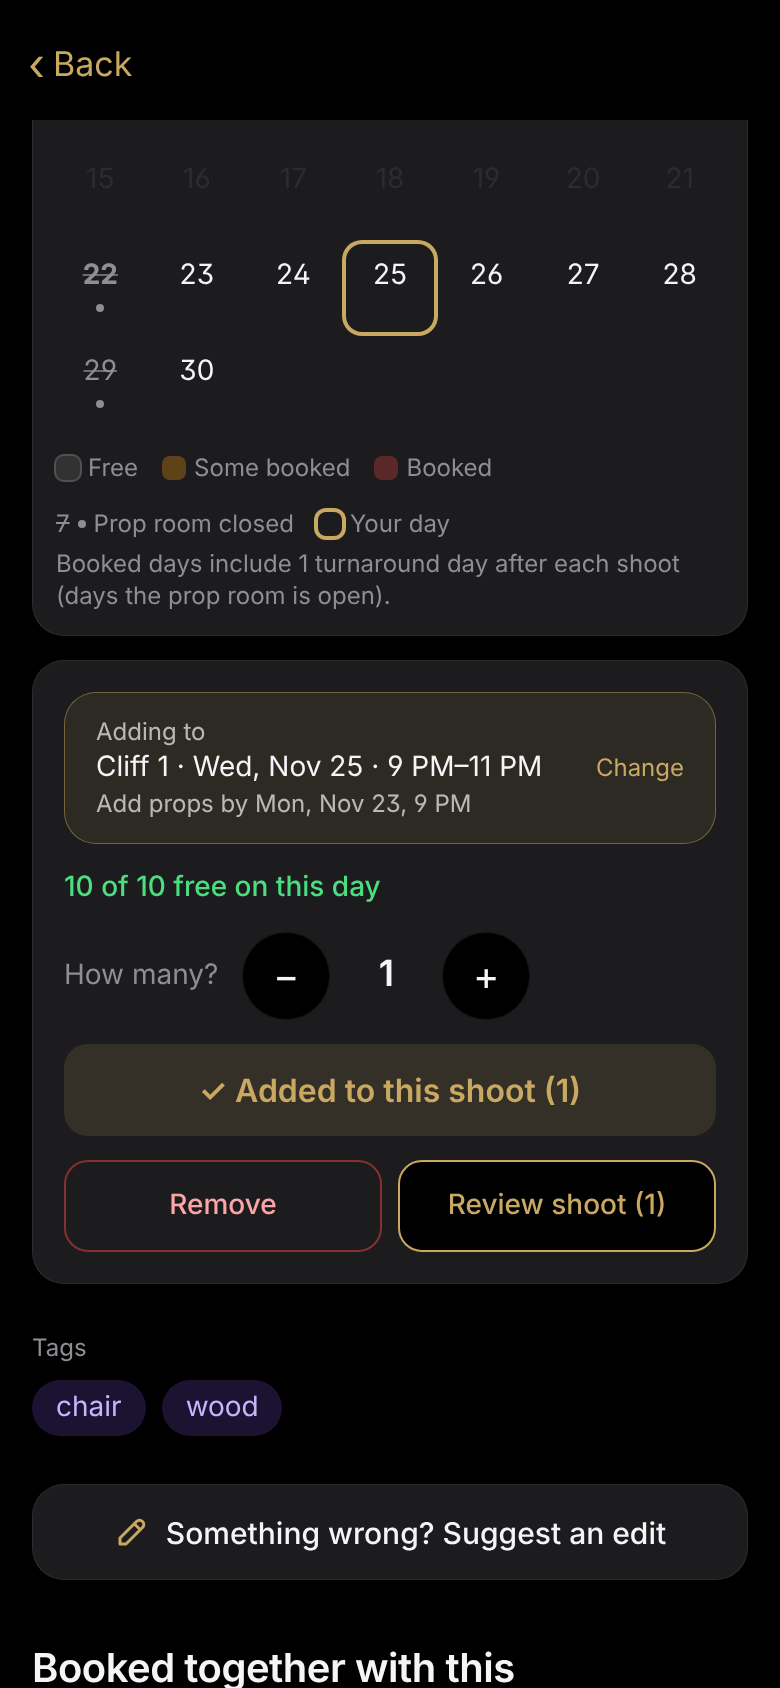 ‹ Back
15 16 17 18 19 20 21
22 23 24 25 26 27 28
29 30
Free Some booked Booked
7 • Prop room closed Your day
Booked days include 1 turnaround day after each shoot
(days the prop room is open).
Adding to
Cliff 1 · Wed, Nov 25 · 9 PM–11 PM
Change
Add props by Mon, Nov 23, 9 PM
10 of 10 free on this day
How many? − 1 +
✓ Added to this shoot (1)
Remove Review shoot (1)
Tags
chair wood
Something wrong? Suggest an edit
Booked together with this